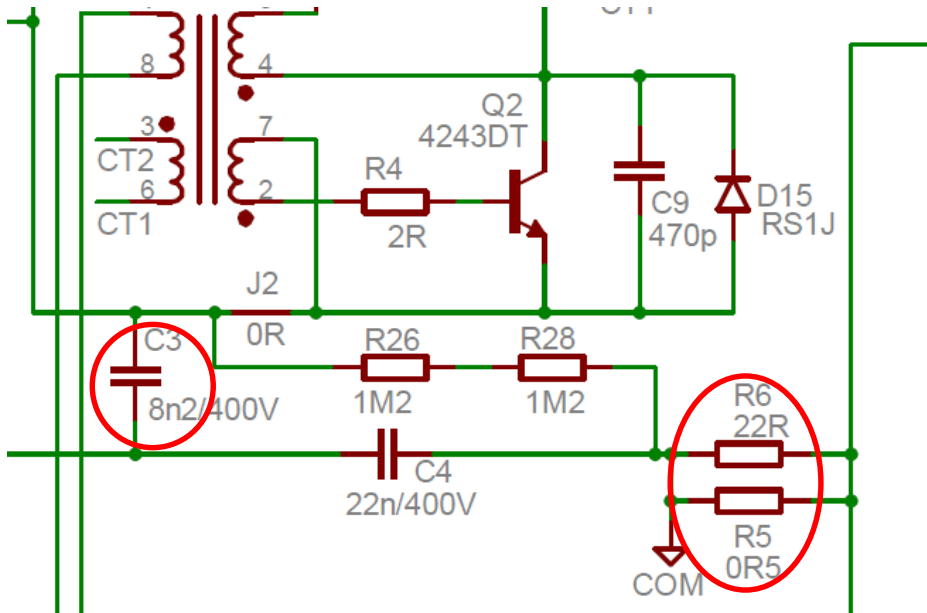 8
4
3
7
CT2
6
2
CT1
Q2
4243DT
R4
2R
C9
470p
D15
RS1J
J2
0R
C3
8n2/400V
R26
1M2
R28
1M2
C4
22n/400V
R6
22R
R5
0R5
COM